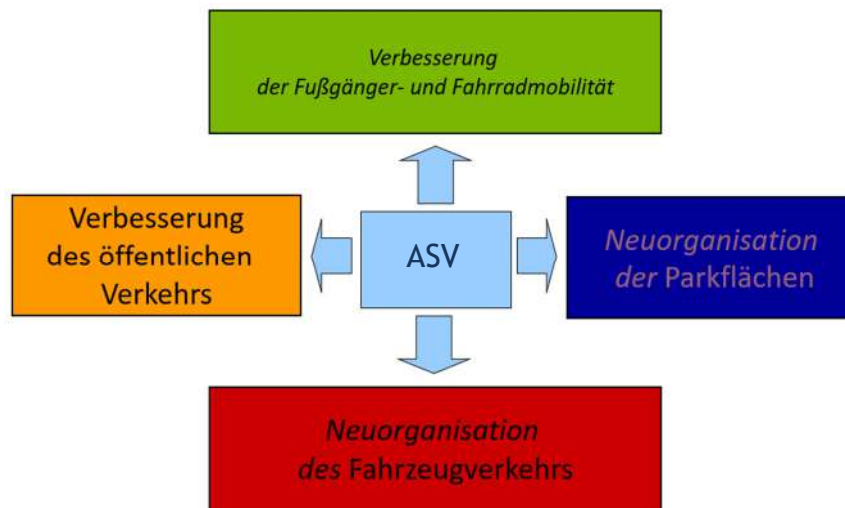 Verbesserung
der Fußgänger- und Fahrradmobilität
Verbesserung
des öffentlichen
Verkehrs
ASV
Neuorganisation
der Parkflächen
Neuorganisation
des Fahrzeugverkehrs